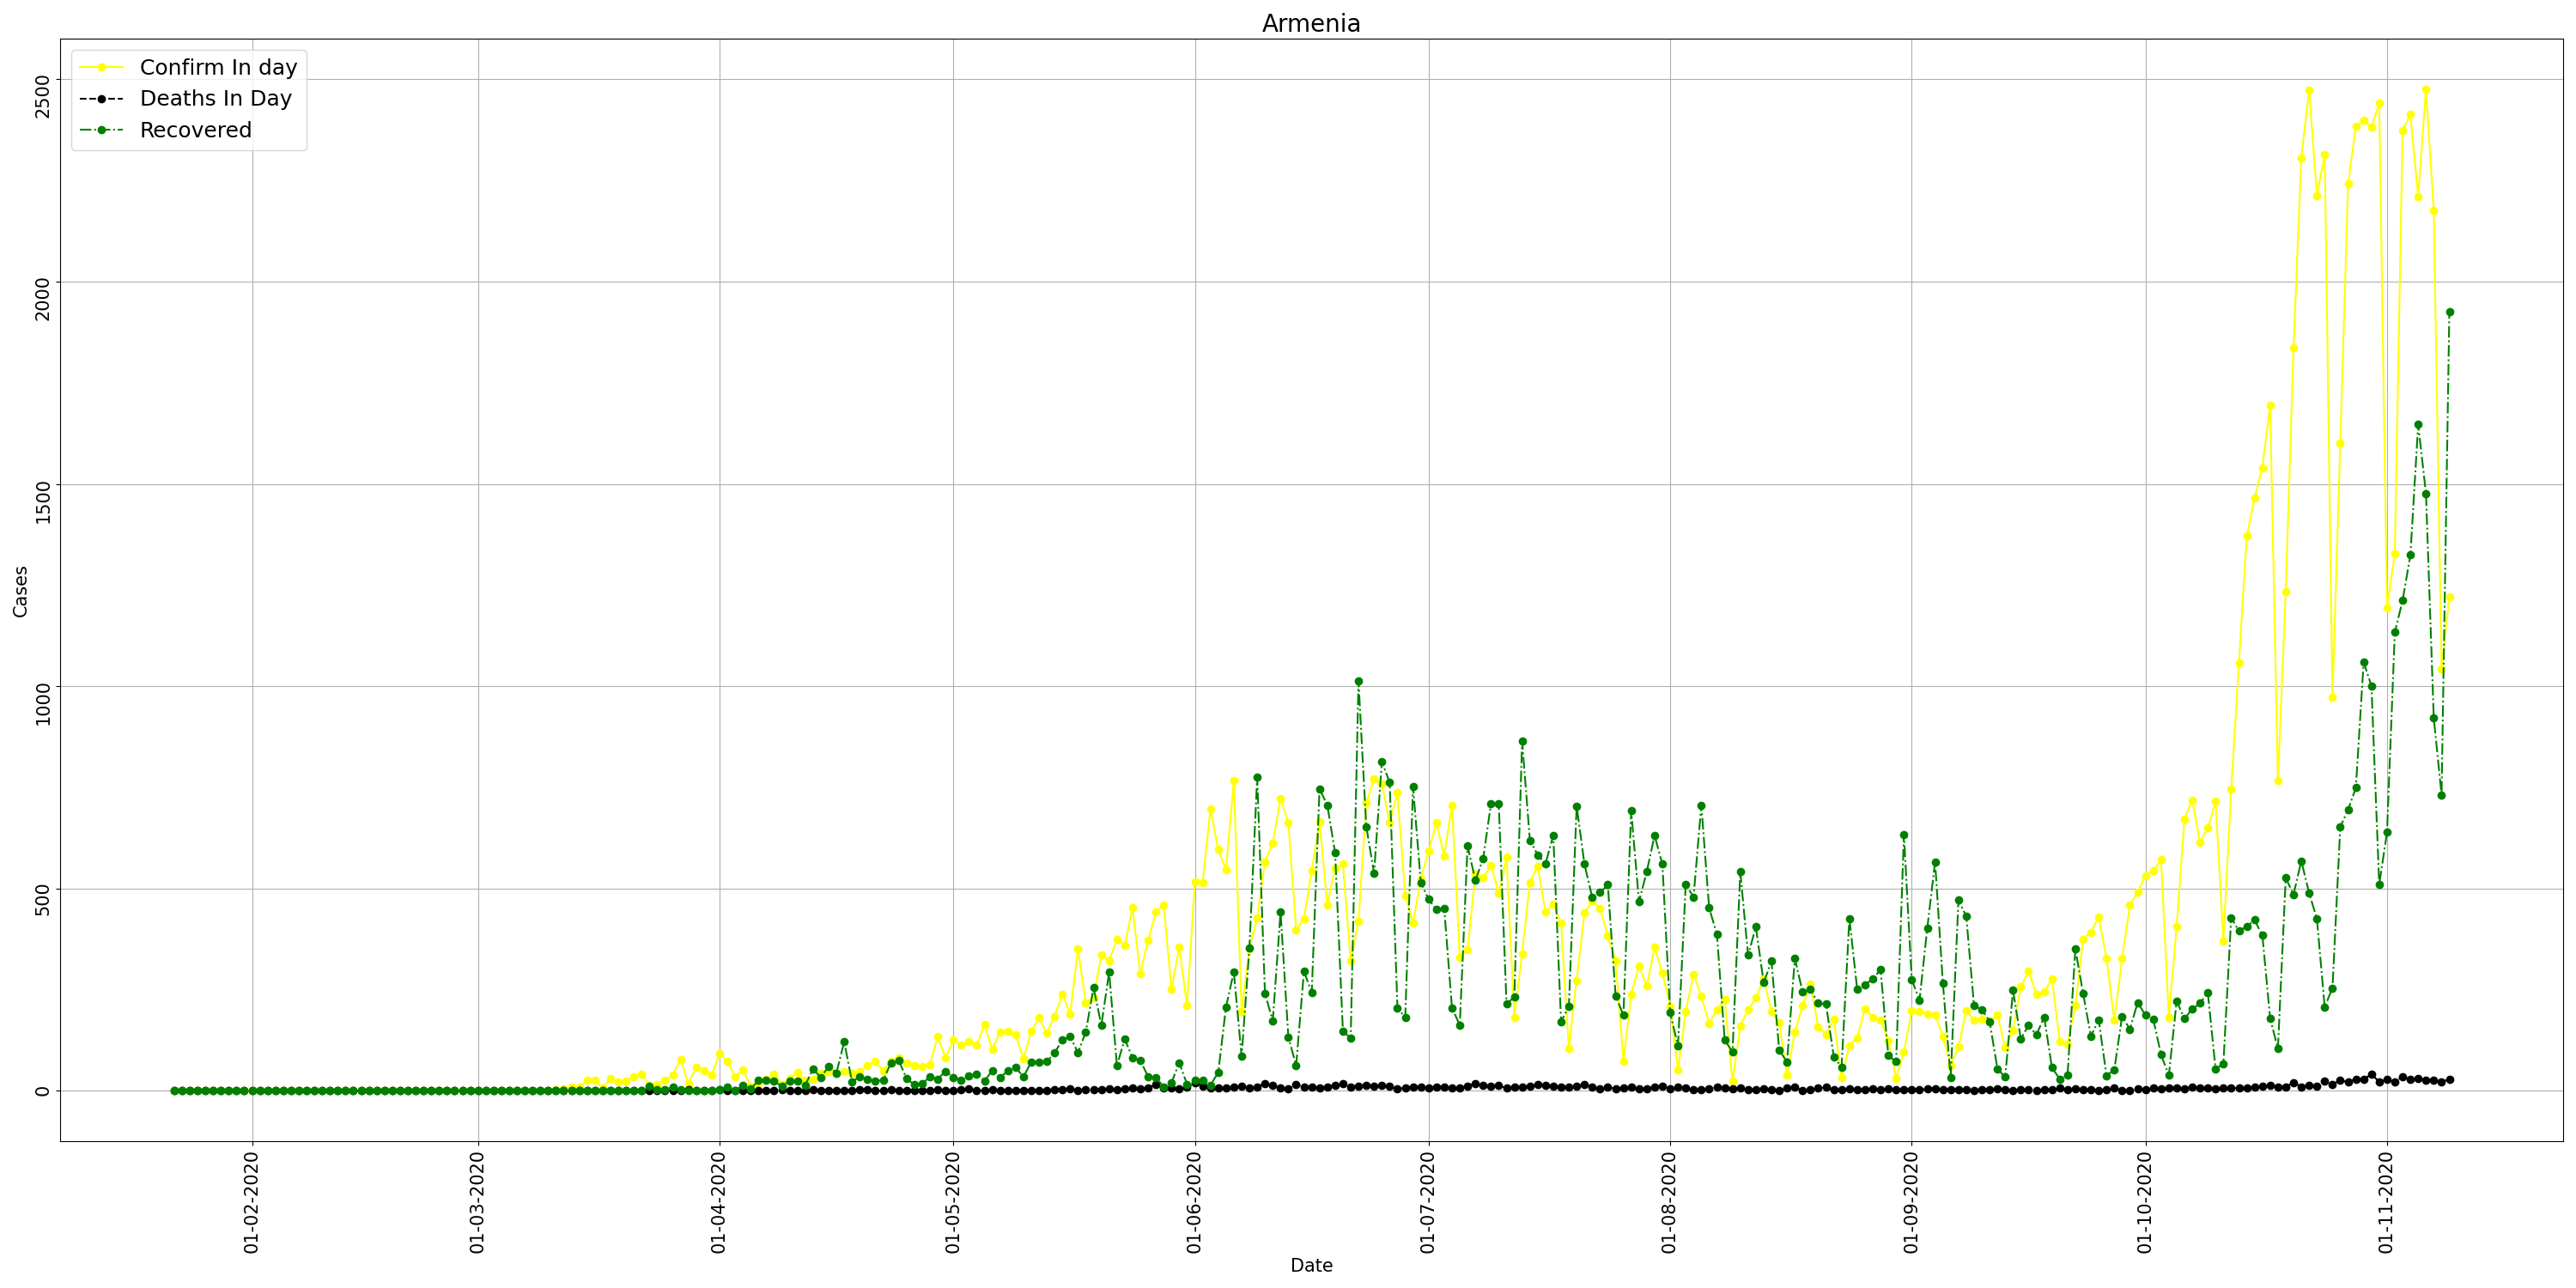 Armenia
Confirm In day
Deaths In Day
Recovered
2500
2000
1500
1000
500
0
Cases
01-02-2020
01-03-2020
01-04-2020
01-05-2020
01-06-2020
01-07-2020
01-08-2020
01-09-2020
01-10-2020
01-11-2020
Date